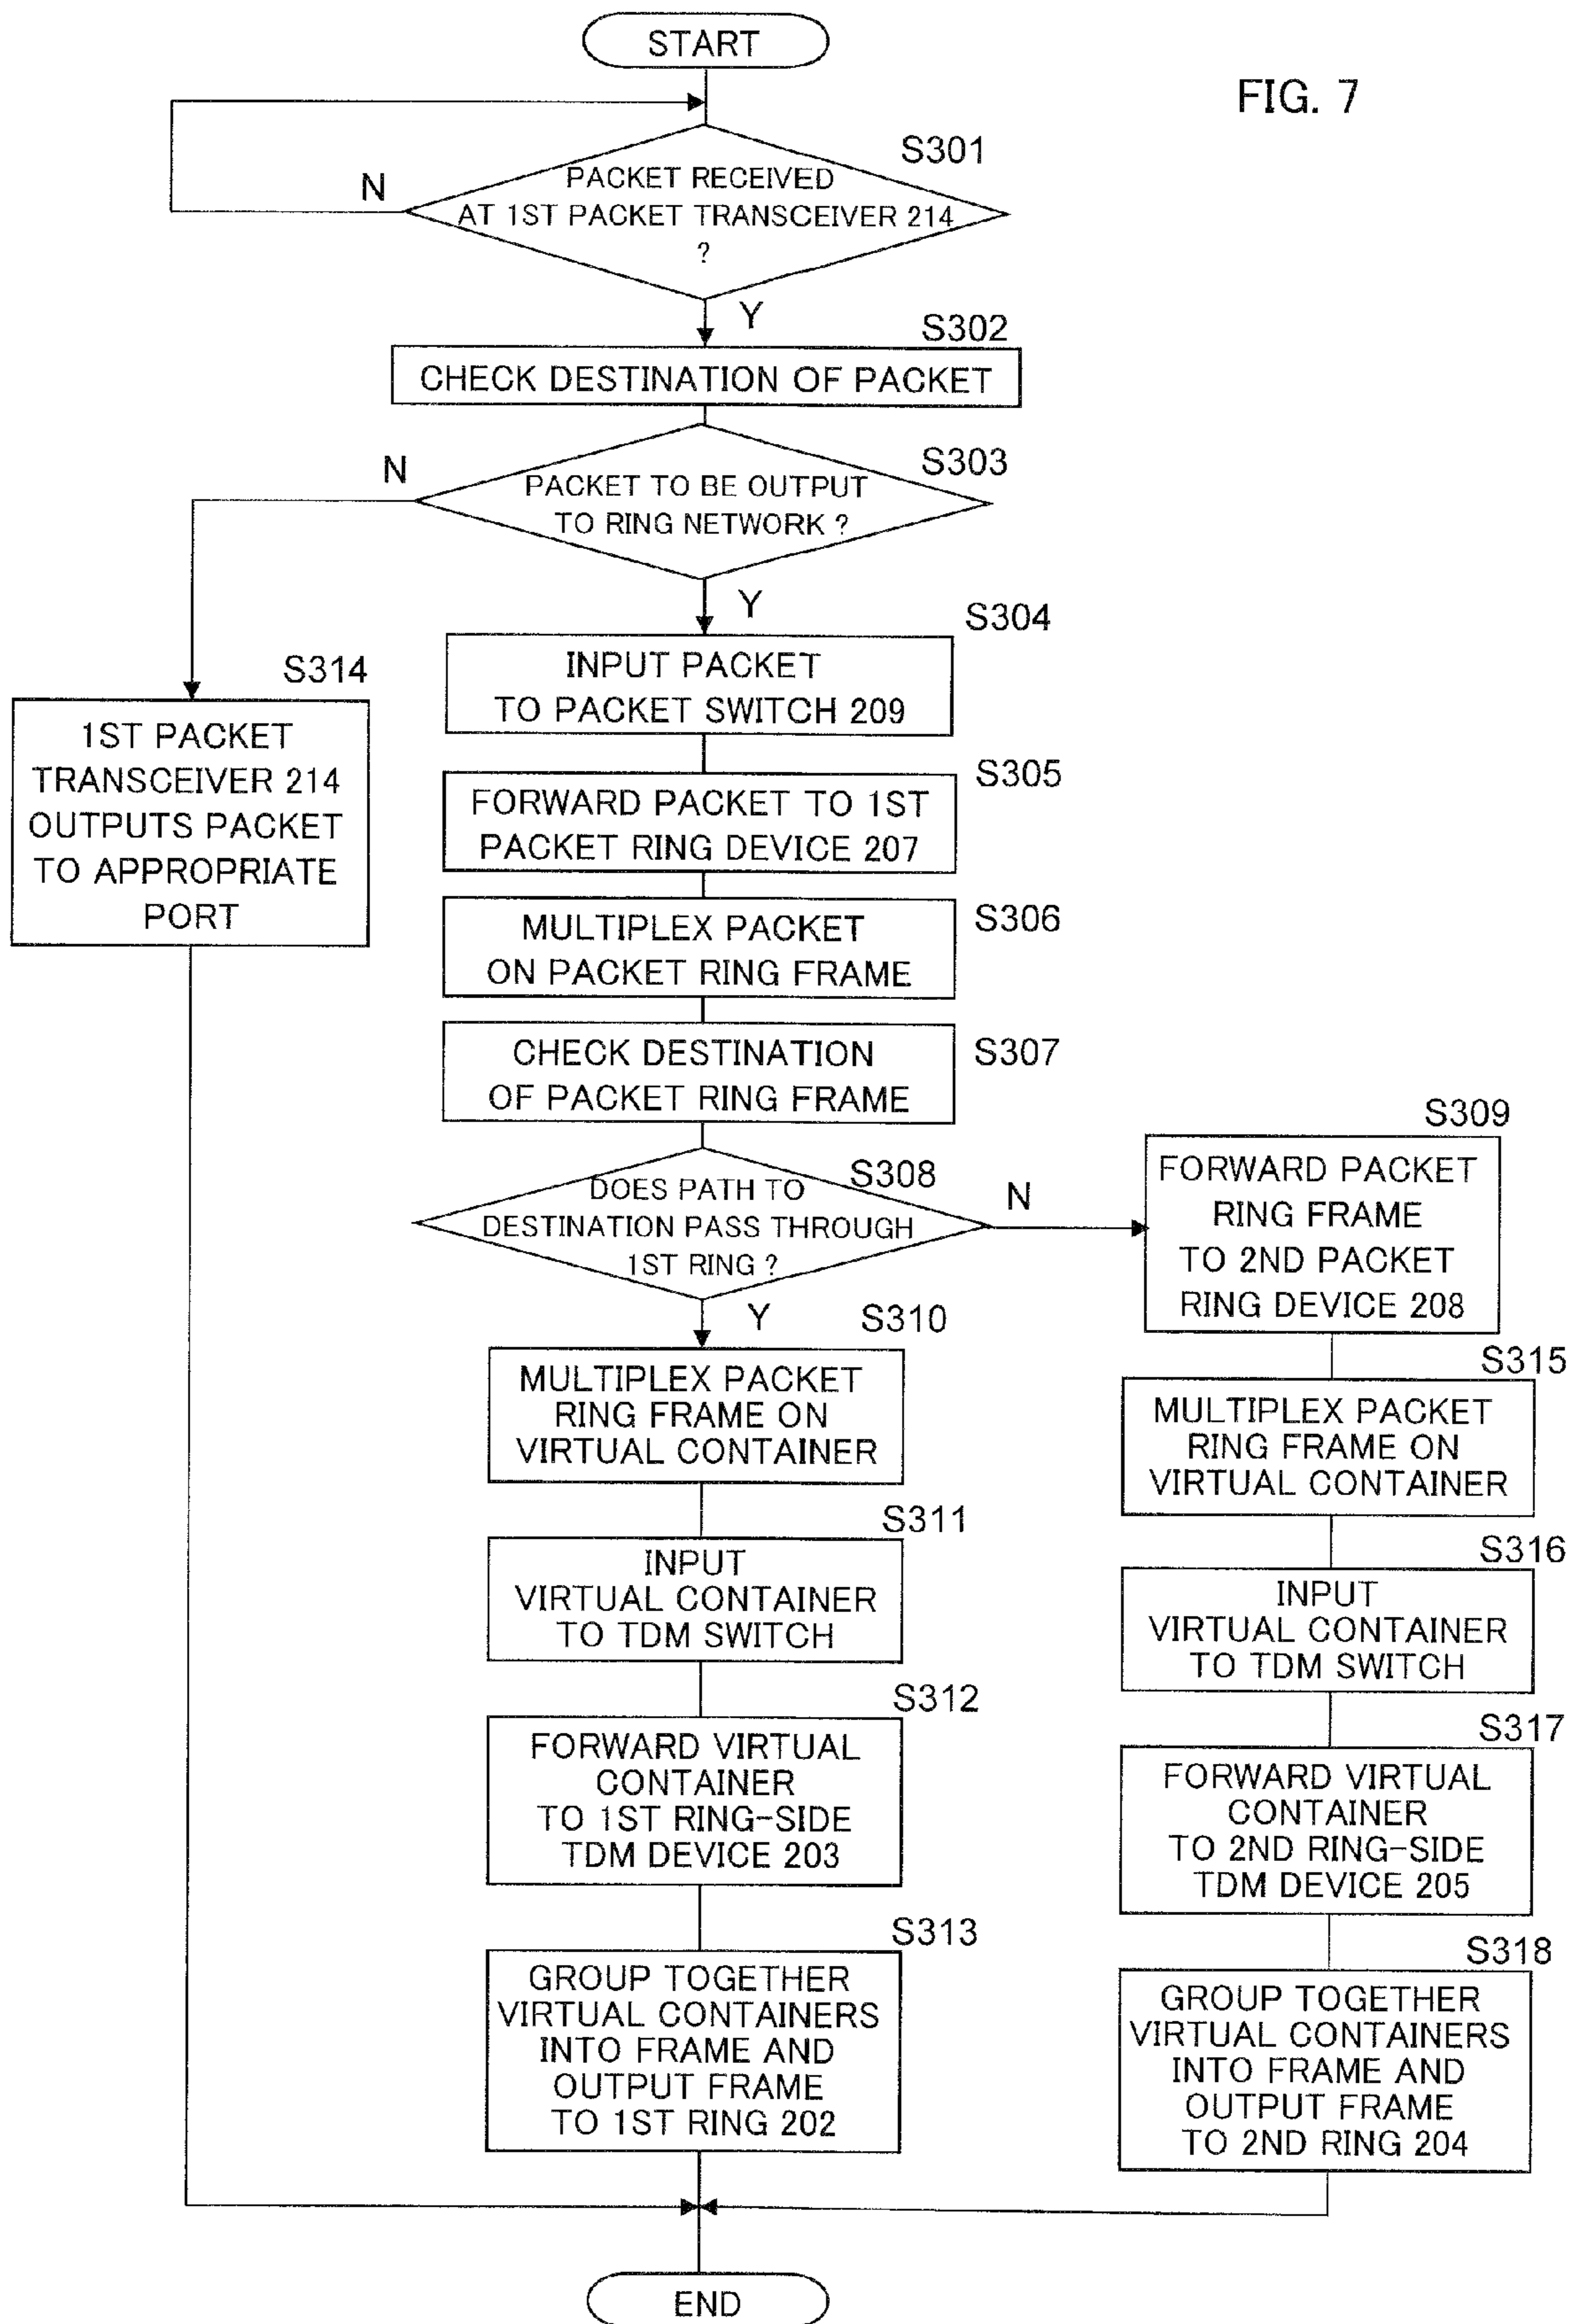 START
FIG. 7
S301
N
PACKET RECEIVED
AT 1ST PACKET TRANSCEIVER 214
?
Y
S302
CHECK DESTINATION OF PACKET
N
S303
PACKET TO BE OUTPUT
TO RING NETWORK ?
Y
S304
INPUT PACKET
TO PACKET SWITCH 209
S314
1ST PACKET
TRANSCEIVER 214
OUTPUTS PACKET
TO APPROPRIATE
PORT
S305
FORWARD PACKET TO 1ST
PACKET RING DEVICE 207
S306
MULTIPLEX PACKET
ON PACKET RING FRAME
S307
CHECK DESTINATION
OF PACKET RING FRAME
S308
DOES PATH TO
DESTINATION PASS THROUGH
1ST RING ?
N
S309
FORWARD PACKET
RING FRAME
TO 2ND PACKET
RING DEVICE 208
Y
S310
MULTIPLEX PACKET
RING FRAME ON
VIRTUAL CONTAINER
S315
MULTIPLEX PACKET
RING FRAME ON
VIRTUAL CONTAINER
S311
INPUT
VIRTUAL CONTAINER
TO TDM SWITCH
S316
INPUT
VIRTUAL CONTAINER
TO TDM SWITCH
S312
FORWARD VIRTUAL
CONTAINER
TO 1ST RING-SIDE
TDM DEVICE 203
S317
FORWARD VIRTUAL
CONTAINER
TO 2ND RING-SIDE
TDM DEVICE 205
S313
GROUP TOGETHER
VIRTUAL CONTAINERS
INTO FRAME AND
OUTPUT FRAME
TO 1ST RING 202
S318
GROUP TOGETHER
VIRTUAL CONTAINERS
INTO FRAME AND
OUTPUT FRAME
TO 2ND RING 204
END